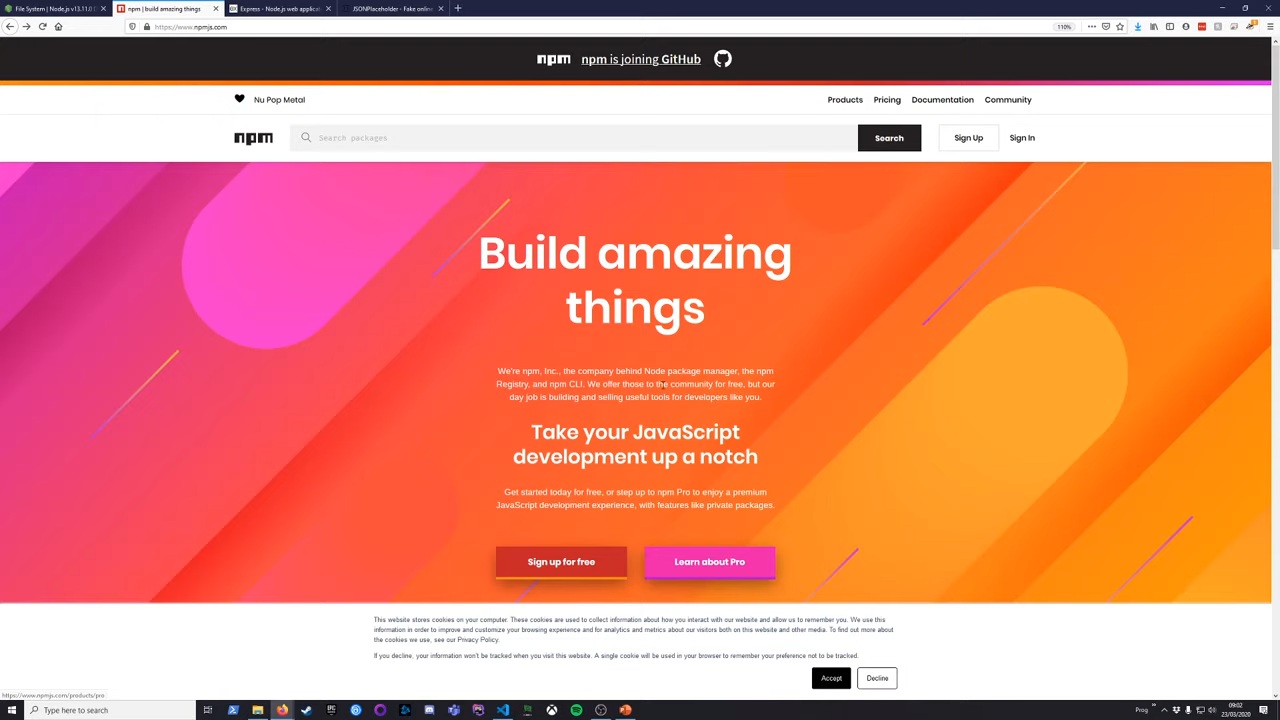 File System | Node.js v13.11.0 D
npm | build amazing things
Express - Node.js web applicat
JSONPlaceholder - Fake online
https://www.npmjs.com
110%
npm npm is joining GitHub
Nu Pop Metal
Products Pricing Documentation Community
npm
Search packages
Search
Sign Up
Sign In
Build amazing
things
We're npm, Inc., the company behind Node package manager, the npm
Registry, and npm CLI. We offer those to the community for free, but our
day job is building and selling useful tools for developers like you.
Take your JavaScript
development up a notch
Get started today for free, or step up to npm Pro to enjoy a premium
JavaScript development experience, with features like private packages.
Sign up for free
Learn about Pro
This website stores cookies on your computer. These cookies are used to collect information about how you interact with our website and allow us to remember you. We use this
information in order to improve and customize your browsing experience and for analytics and metrics about our visitors both on this website and other media. To find out more about
the cookies we use, see our Privacy Policy.
If you decline, your information won't be tracked when you visit this website. A single cookie will be used in your browser to remember your preference not to be tracked.
Accept
Decline
https://www.npmjs.com/products/pro
Type here to search
Prog
09:02
23/03/2020